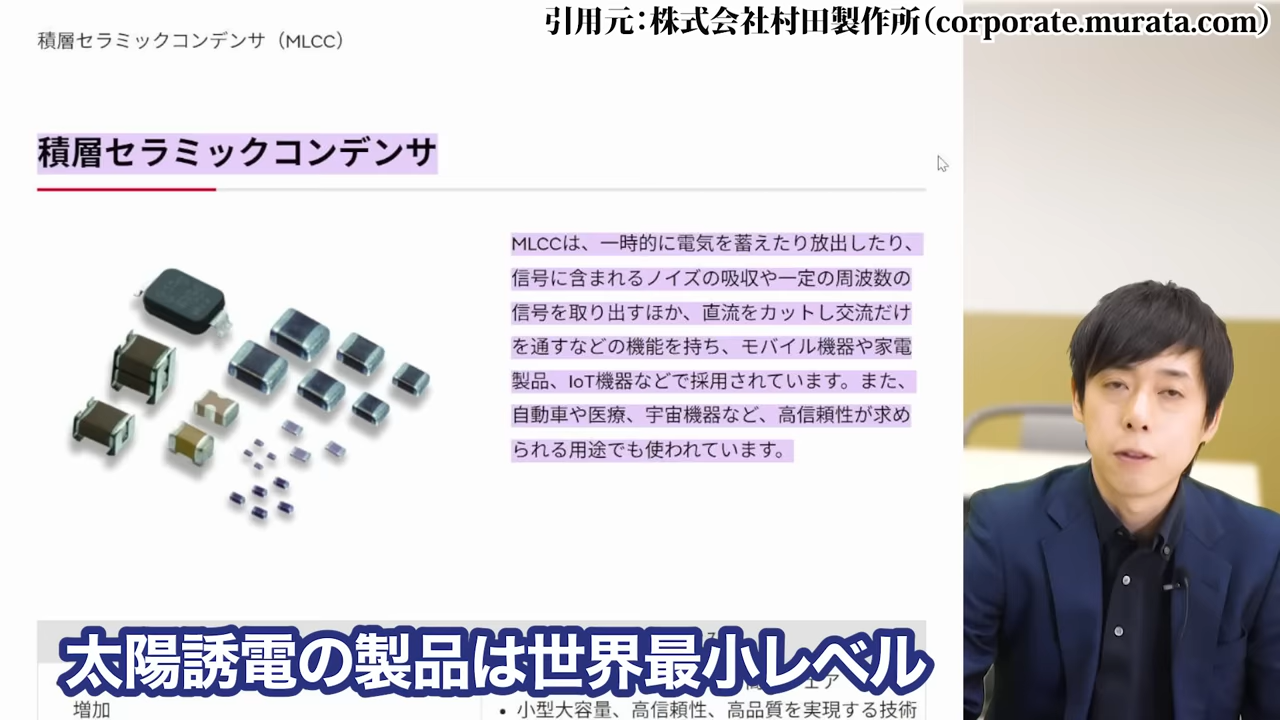 引用元：株式会社村田製作所（corporate.murata.com）
積層セラミックコンデンサ（MLCC）
積層セラミックコンデンサ
MLCCは、一時的に電気を蓄えたり放出したり、
信号に含まれるノイズの吸収や一定の周波数の
信号を取り出すほか、直流をカットし交流だけ
を通すなどの機能を持ち、モバイル機器や家電
製品、IoT機器などで採用されています。また、
自動車や医療、宇宙機器など、高信頼性が求め
られる用途でも使われています。
太陽誘電の製品は世界最小レベル
増加
• 小型大容量、高信頼性、高品質を実現する技術